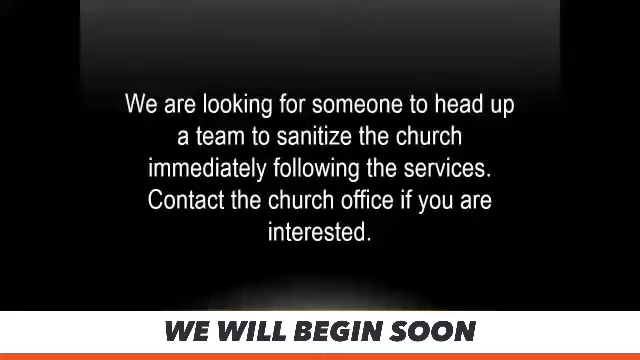 We are looking for someone to head up
a team to sanitize the church
immediately following the services.
Contact the church office if you are
interested.
WE WILL BEGIN SOON